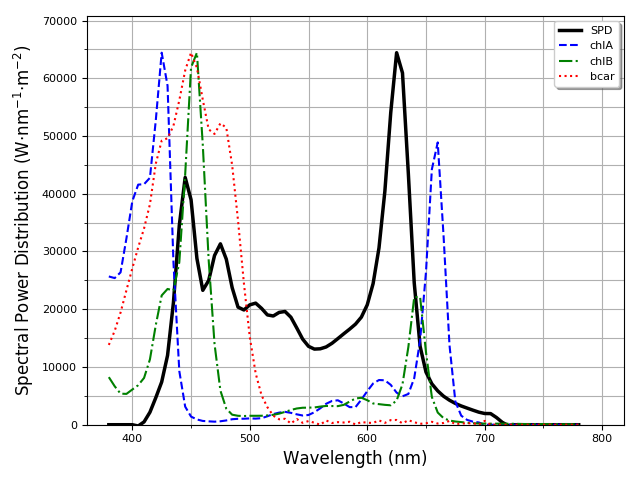 70000
60000
50000
40000
30000
20000
10000
0
400
500
600
700
800
Wavelength (nm)
Spectral Power Distribution (W·nm⁻¹·m⁻²)
SPD
chlA
chlB
bcar